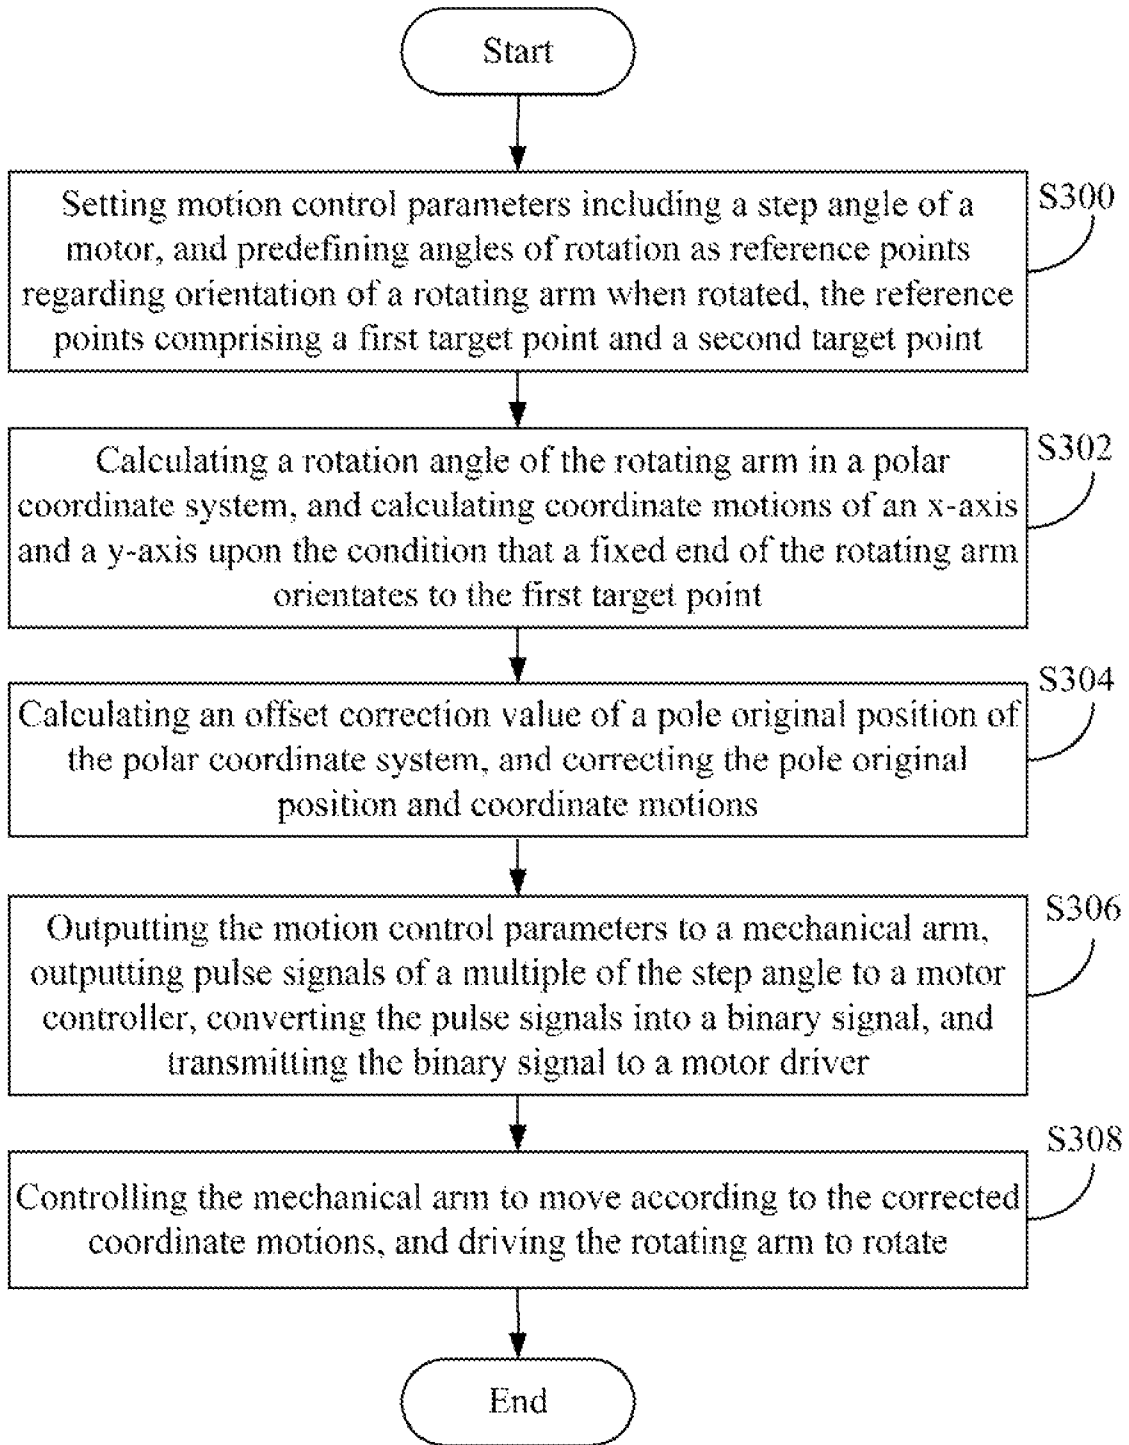 Start
Setting motion control parameters including a step angle of a
motor, and predefining angles of rotation as reference points
regarding orientation of a rotating arm when rotated, the reference
points comprising a first target point and a second target point
S300
Calculating a rotation angle of the rotating arm in a polar
coordinate system, and calculating coordinate motions of an x-axis
and a y-axis upon the condition that a fixed end of the rotating arm
orientates to the first target point
S302
Calculating an offset correction value of a pole original position of
the polar coordinate system, and correcting the pole original
position and coordinate motions
S304
Outputting the motion control parameters to a mechanical arm,
outputting pulse signals of a multiple of the step angle to a motor
controller, converting the pulse signals into a binary signal, and
transmitting the binary signal to a motor driver
S306
Controlling the mechanical arm to move according to the corrected
coordinate motions, and driving the rotating arm to rotate
S308
End